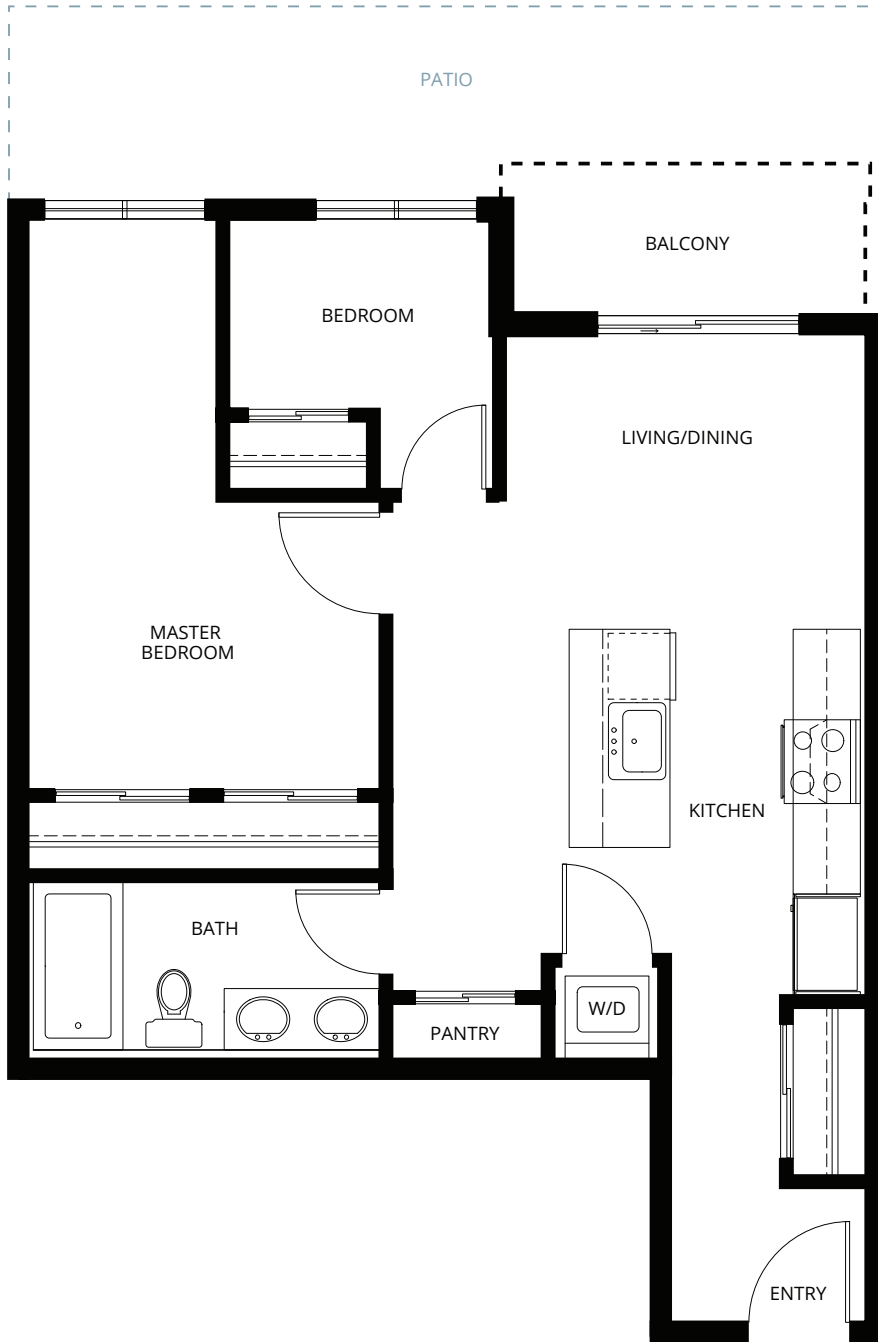 PATIO
BALCONY
BEDROOM
LIVING/DINING
MASTER
BEDROOM
KITCHEN
BATH
W/D
PANTRY
ENTRY